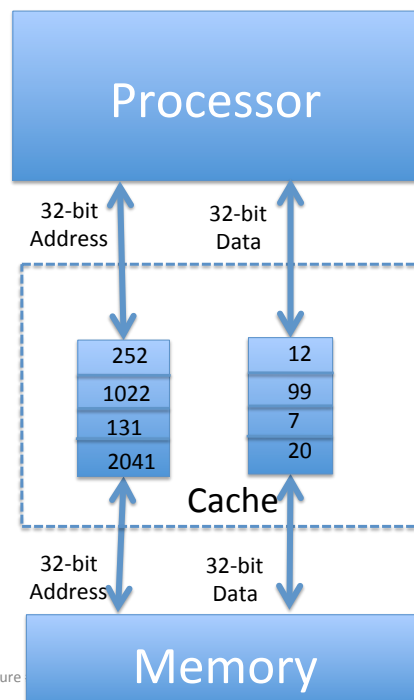 Processor
32-bit
Address
32-bit
Data
252
1022
131
2041
12
99
7
20
Cache
32-bit
Address
32-bit
Data
ure
Memory